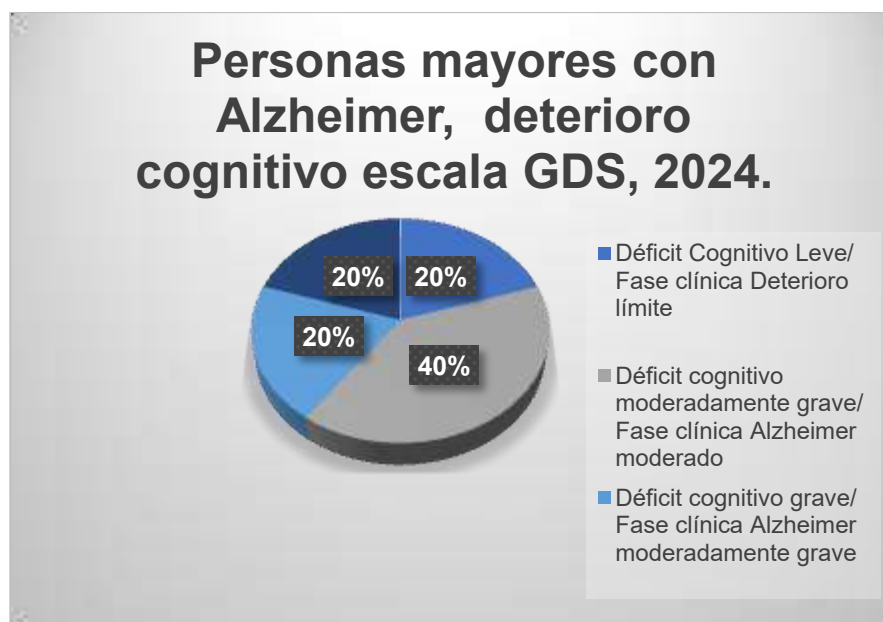 Personas mayores con
Alzheimer, deterioro
cognitivo escala GDS, 2024.
20%
20%
20%
40%
Déficit Cognitivo Leve/
Fase clínica Deterioro
límite
Déficit cognitivo
moderadamente grave/
Fase clínica Alzheimer
moderado
Déficit cognitivo grave/
Fase clínica Alzheimer
moderadamente grave